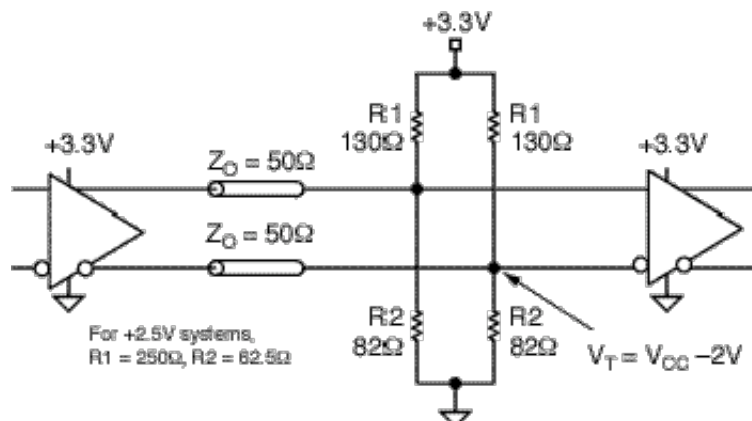 +3.3V
R1
130Ω
R1
130Ω
+3.3V
Z_O = 50Ω
+3.3V
Z_O = 50Ω
R2
82Ω
R2
82Ω
For +2.5V systems,
R1 = 250Ω, R2 = 62.5Ω
V_T = V_CC –2V